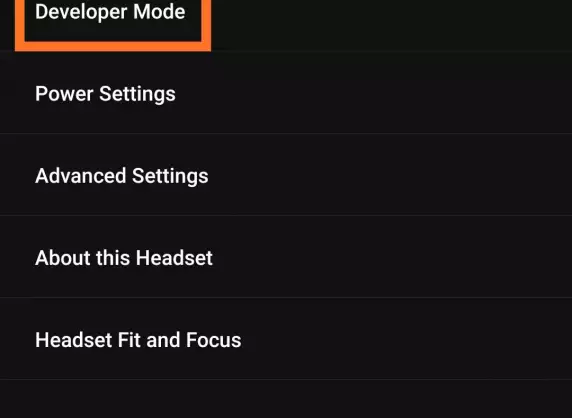 Developer Mode
Power Settings
Advanced Settings
About this Headset
Headset Fit and Focus